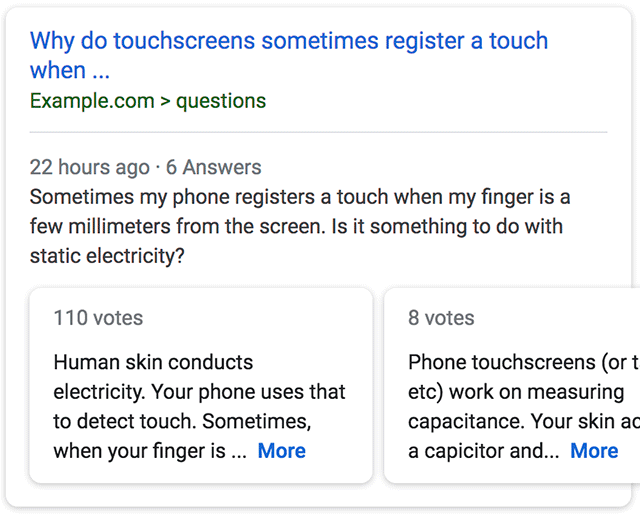 Why do touchscreens sometimes register a touch
when ...
Example.com > questions
22 hours ago · 6 Answers
Sometimes my phone registers a touch when my finger is a
few millimeters from the screen. Is it something to do with
static electricity?
110 votes
Human skin conducts
electricity. Your phone uses that
to detect touch. Sometimes,
when your finger is ... More
8 votes
Phone touchscreens (or
etc) work on measuring
capacitance. Your skin
a capicitor and... More